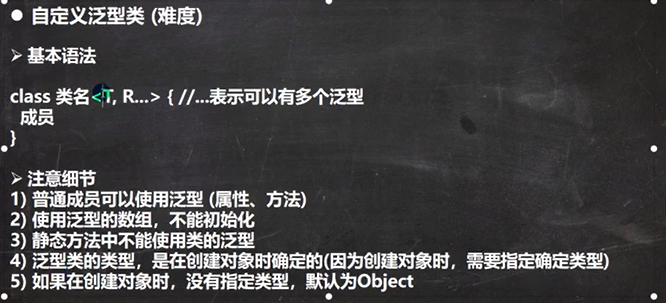 ● 自定义泛型类 (难度)
➢ 基本语法
class 类名<T, R...> { //...表示可以有多个泛型
成员
}
➢ 注意细节
1) 普通成员可以使用泛型 (属性、方法)
2) 使用泛型的数组，不能初始化
3) 静态方法中不能使用类的泛型
4) 泛型类的类型，是在创建对象时确定的(因为创建对象时，需要指定确定类型)
5) 如果在创建对象时，没有指定类型，默认为Object